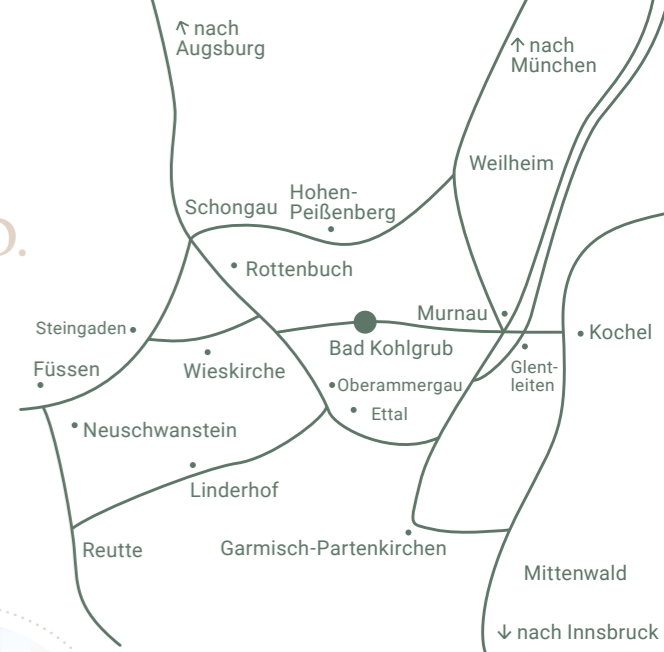 ↖ nach
Augsburg
↑ nach
München
Weilheim
Hohen-
Peißenberg
Schongau
Rottenbuch
Murnau
Steingaden
Kochel
Bad Kohlgrub
Füssen
Wieskirche
Glent-
leiten
Oberammergau
Ettal
Neuschwanstein
Linderhof
Reutte
Garmisch-Partenkirchen
Mittenwald
↓ nach Innsbruck